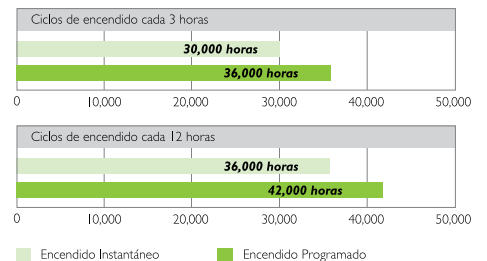 Ciclos de encendido cada 3 horas
30,000 horas
36,000 horas
0 10,000 20,000 30,000 40,000 50,000
Ciclos de encendido cada 12 horas
36,000 horas
42,000 horas
0 10,000 20,000 30,000 40,000 50,000
Encendido Instantáneo Encendido Programado